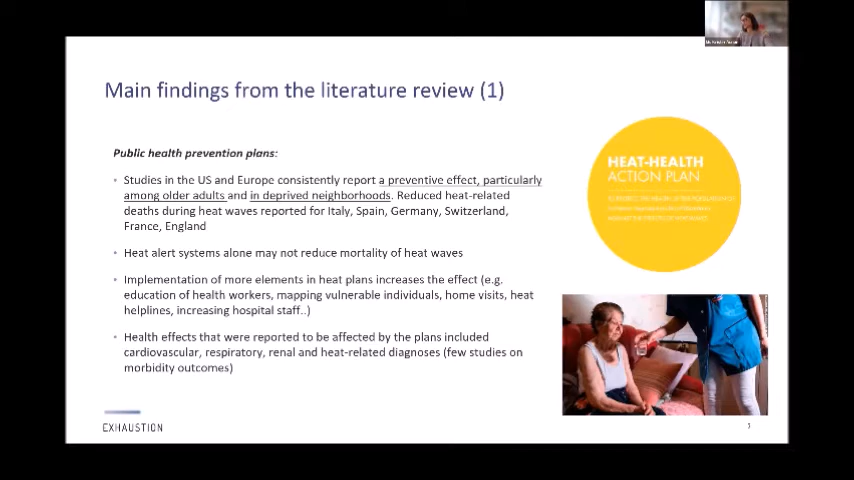 Main findings from the literature review (1)
Public health prevention plans:
• Studies in the US and Europe consistently report a preventive effect, particularly
among older adults and in deprived neighborhoods. Reduced heat-related
deaths during heat waves reported for Italy, Spain, Germany, Switzerland,
France, England
• Heat alert systems alone may not reduce mortality of heat waves
• Implementation of more elements in heat plans increases the effect (e.g.
education of health workers, mapping vulnerable individuals, home visits, heat
helplines, increasing hospital staff..)
• Health effects that were reported to be affected by the plans included
cardiovascular, respiratory, renal and heat-related diagnoses (few studies on
morbidity outcomes)
HEAT-HEALTH
ACTION PLAN
EXHAUSTION